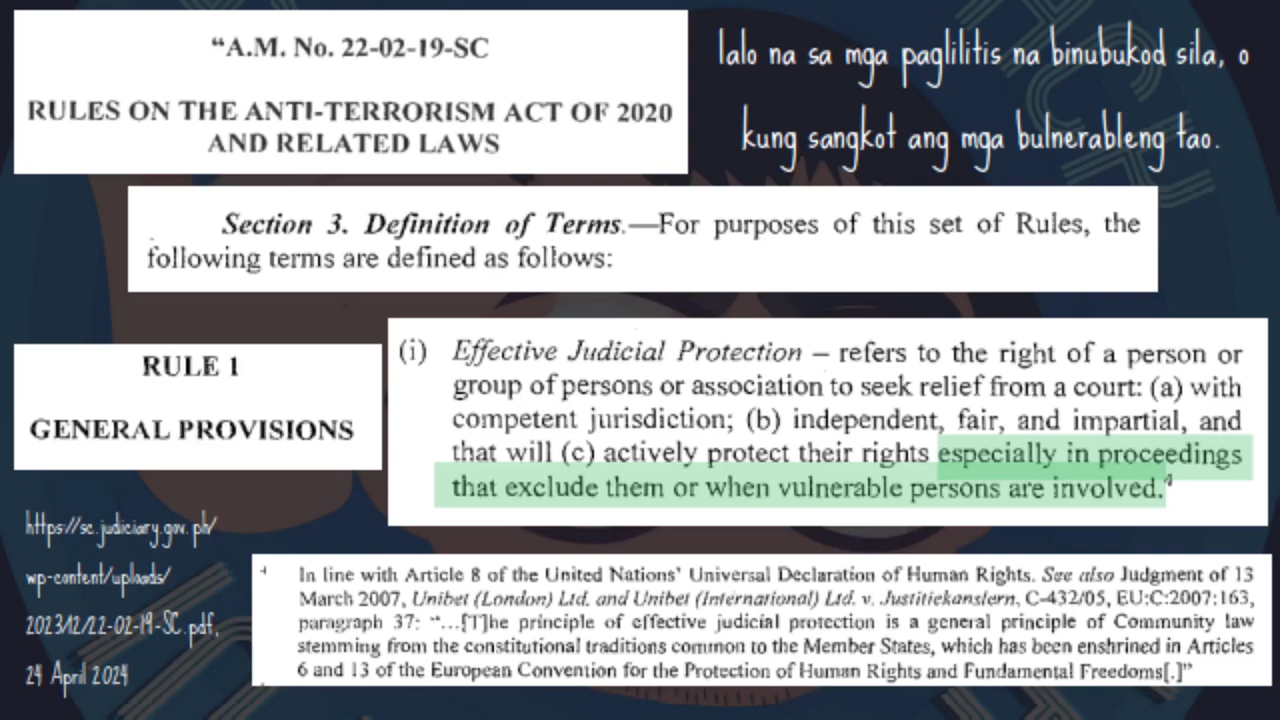 “A.M. No. 22-02-19-SC
RULES ON THE ANTI-TERRORISM ACT OF 2020
AND RELATED LAWS
lalo na sa mga paglilitis na binubukod sila, o
kung sangkot ang mga bulnerableng tao.
Section 3. Definition of Terms.—For purposes of this set of Rules, the
following terms are defined as follows:
RULE 1
GENERAL PROVISIONS
(i) Effective Judicial Protection – refers to the right of a person or
group of persons or association to seek relief from a court: (a) with
competent jurisdiction; (b) independent, fair, and impartial, and
that will (c) actively protect their rights especially in proceedings
that exclude them or when vulnerable persons are involved.4
https://sc.judiciary.gov.ph/
wp-content/uploads/
2023/12/22-02-19-SC.pdf,
24 April 2024
4 In line with Article 8 of the United Nations’ Universal Declaration of Human Rights. See also Judgment of 13
March 2007, Unibet (London) Ltd. and Unibet (International) Ltd. v. Justitiekanslern, C-432/05, EU:C:2007:163,
paragraph 37: “…[T]he principle of effective judicial protection is a general principle of Community law
stemming from the constitutional traditions common to the Member States, which has been enshrined in Articles
6 and 13 of the European Convention for the Protection of Human Rights and Fundamental Freedoms[.]”